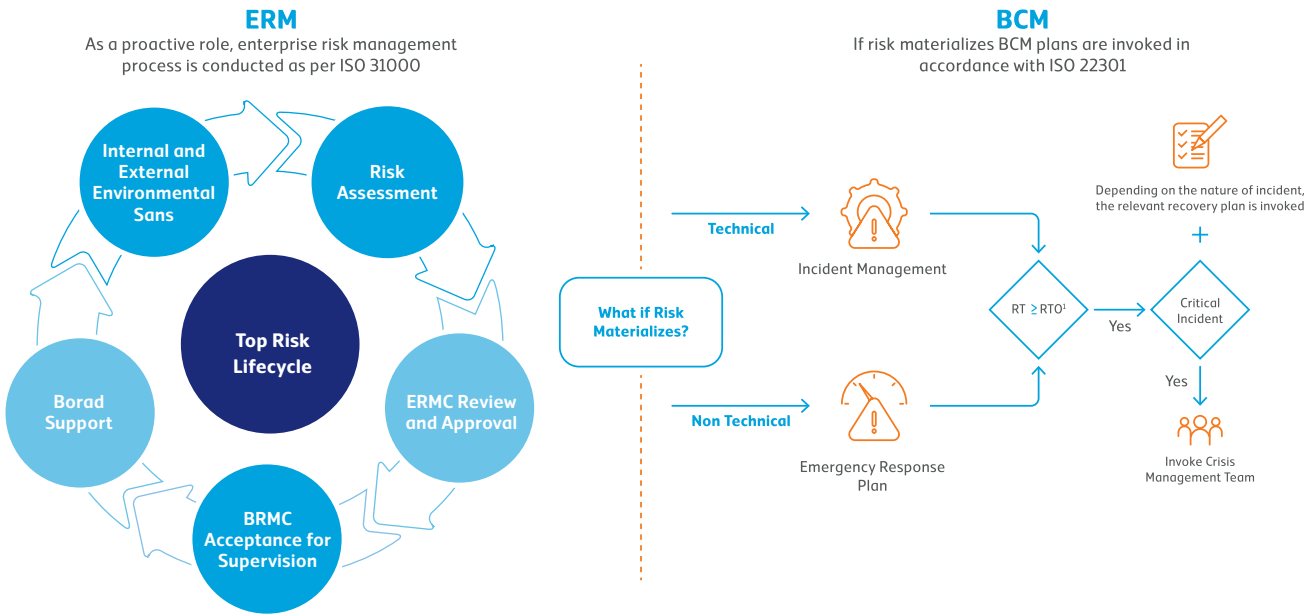 ERM
As a proactive role, enterprise risk management
process is conducted as per ISO 31000
Internal and
External
Environmental
Sans
Risk
Assessment
Top Risk
Lifecycle
Borad
Support
ERMC Review
and Approval
BRMC
Acceptance for
Supervision
What if Risk
Materializes?
BCM
If risk materializes BCM plans are invoked in
accordance with ISO 22301
Technical
Incident Management
Non Technical
Emergency Response
Plan
RT ≥RTO¹
Yes
Depending on the nature of incident,
the relevant recovery plan is invoked
+
Critical
Incident
Yes
Invoke Crisis
Management Team